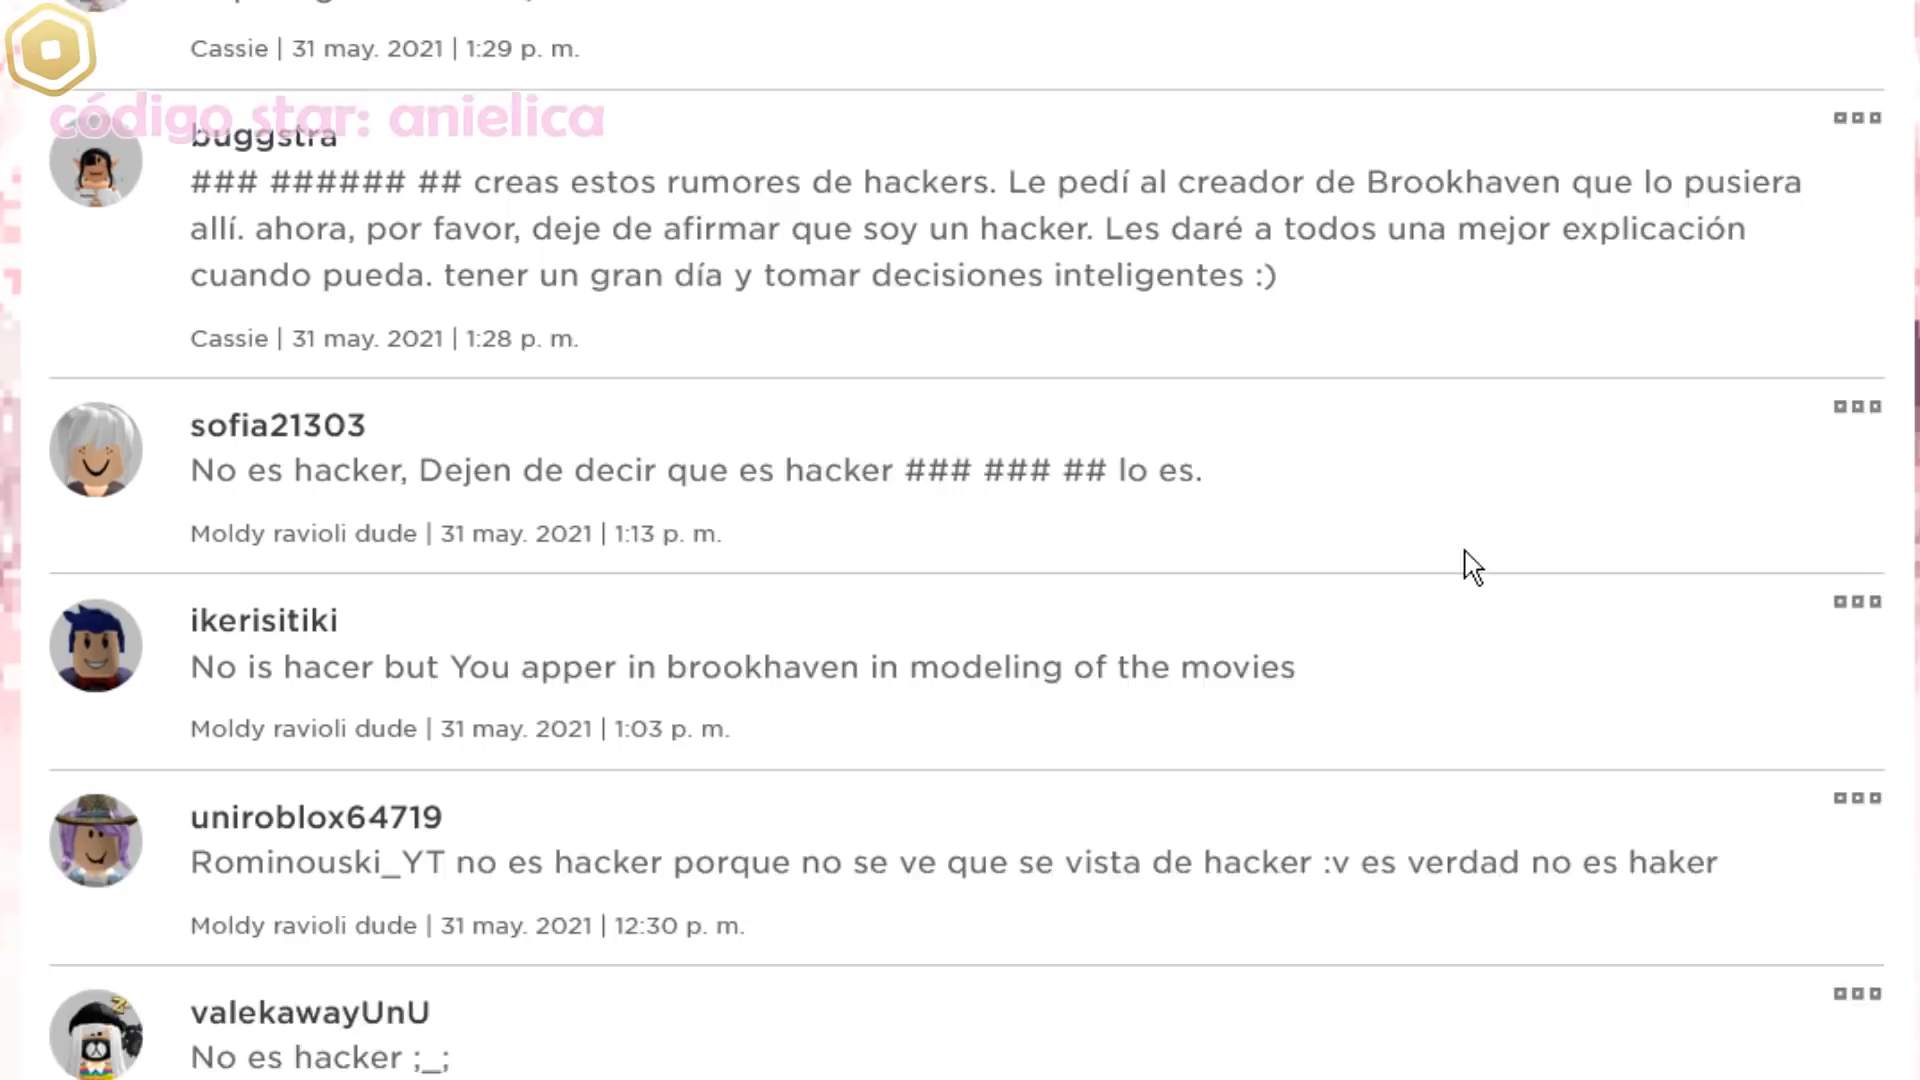 Cassie | 31 may. 2021 | 1:29 p. m.
código star: anielica
buggstra
### ###### ## creas estos rumores de hackers. Le pedí al creador de Brookhaven que lo pusiera
allí. ahora, por favor, deje de afirmar que soy un hacker. Les daré a todos una mejor explicación
cuando pueda. tener un gran día y tomar decisiones inteligentes :)
Cassie | 31 may. 2021 | 1:28 p. m.
sofia21303
No es hacker, Dejen de decir que es hacker ### ### ## lo es.
Moldy ravioli dude | 31 may. 2021 | 1:13 p. m.
ikerisitiki
No is hacer but You apper in brookhaven in modeling of the movies
Moldy ravioli dude | 31 may. 2021 | 1:03 p. m.
uniroblox64719
Rominouski_YT no es hacker porque no se ve que se vista de hacker :v es verdad no es haker
Moldy ravioli dude | 31 may. 2021 | 12:30 p. m.
valekawayUnU
No es hacker ;_;